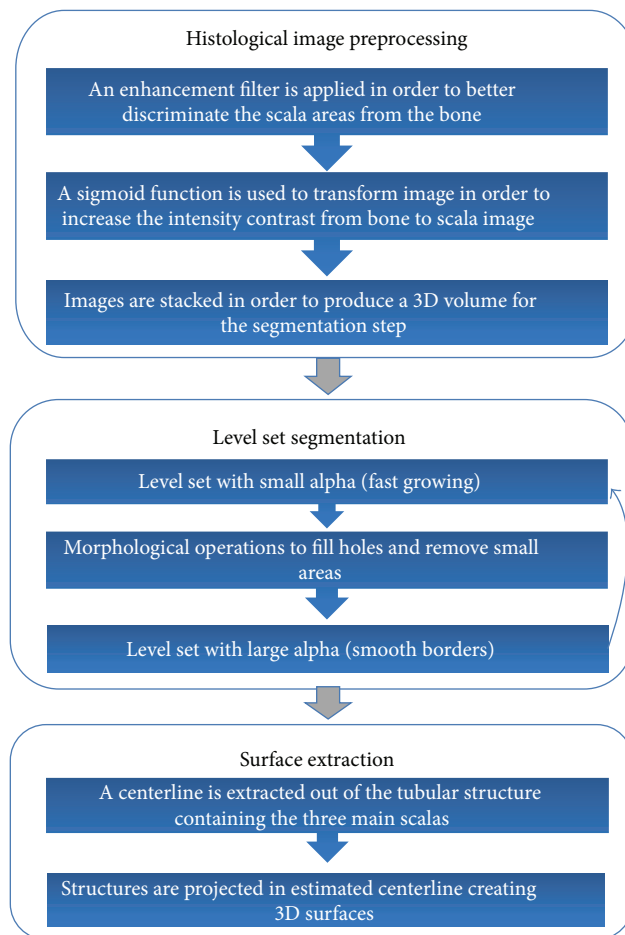 Histological image preprocessing
An enhancement filter is applied in order to better
discriminate the scala areas from the bone
A sigmoid function is used to transform image in order to
increase the intensity contrast from bone to scala image
Images are stacked in order to produce a 3D volume for
the segmentation step
Level set segmentation
Level set with small alpha (fast growing)
Morphological operations to fill holes and remove small
areas
Level set with large alpha (smooth borders)
Surface extraction
A centerline is extracted out of the tubular structure
containing the three main scalas
Structures are projected in estimated centerline creating
3D surfaces